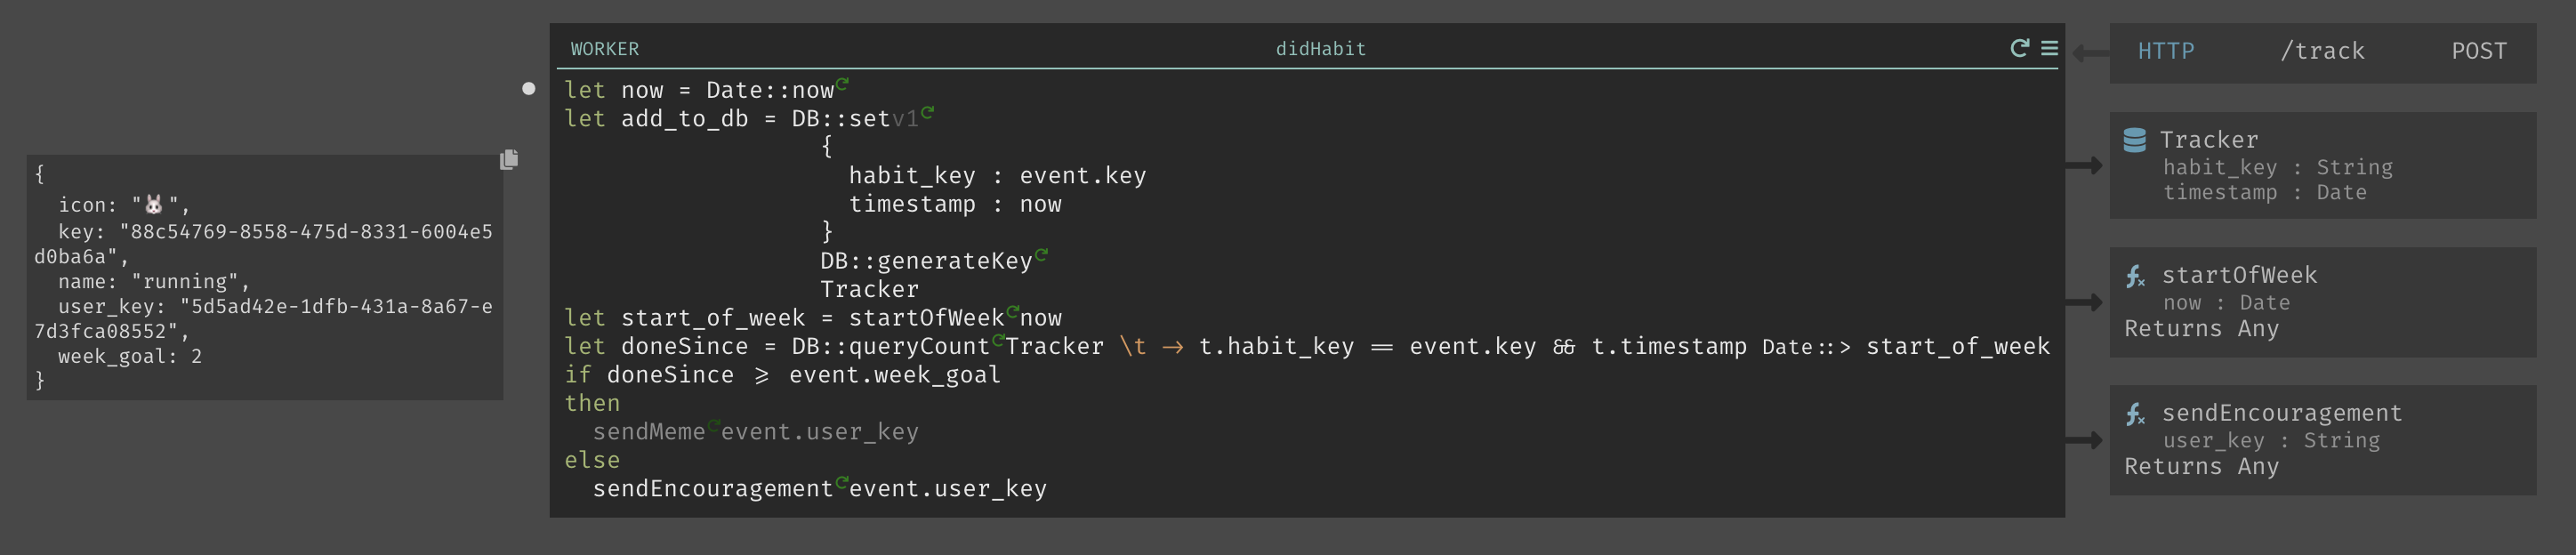 {
  icon: "🐰",
  key: "88c54769-8558-475d-8331-6004e5
d0ba6a",
  name: "running",
  user_key: "5d5ad42e-1dfb-431a-8a67-e
7d3fca08552",
  week_goal: 2
}
WORKER didHabit
let now = Date::now
let add_to_db = DB::setv1
{
habit_key : event.key
timestamp : now
}
DB::generateKey
Tracker
let start_of_week = startOfWeek now
let doneSince = DB::queryCount Tracker \t -> t.habit_key == event.key && t.timestamp Date::> start_of_week
if doneSince >= event.week_goal
then
  sendMeme event.user_key
else
  sendEncouragement event.user_key
HTTP /track POST
Tracker
habit_key : String
timestamp : Date
startOfWeek
now : Date
Returns Any
sendEncouragement
user_key : String
Returns Any